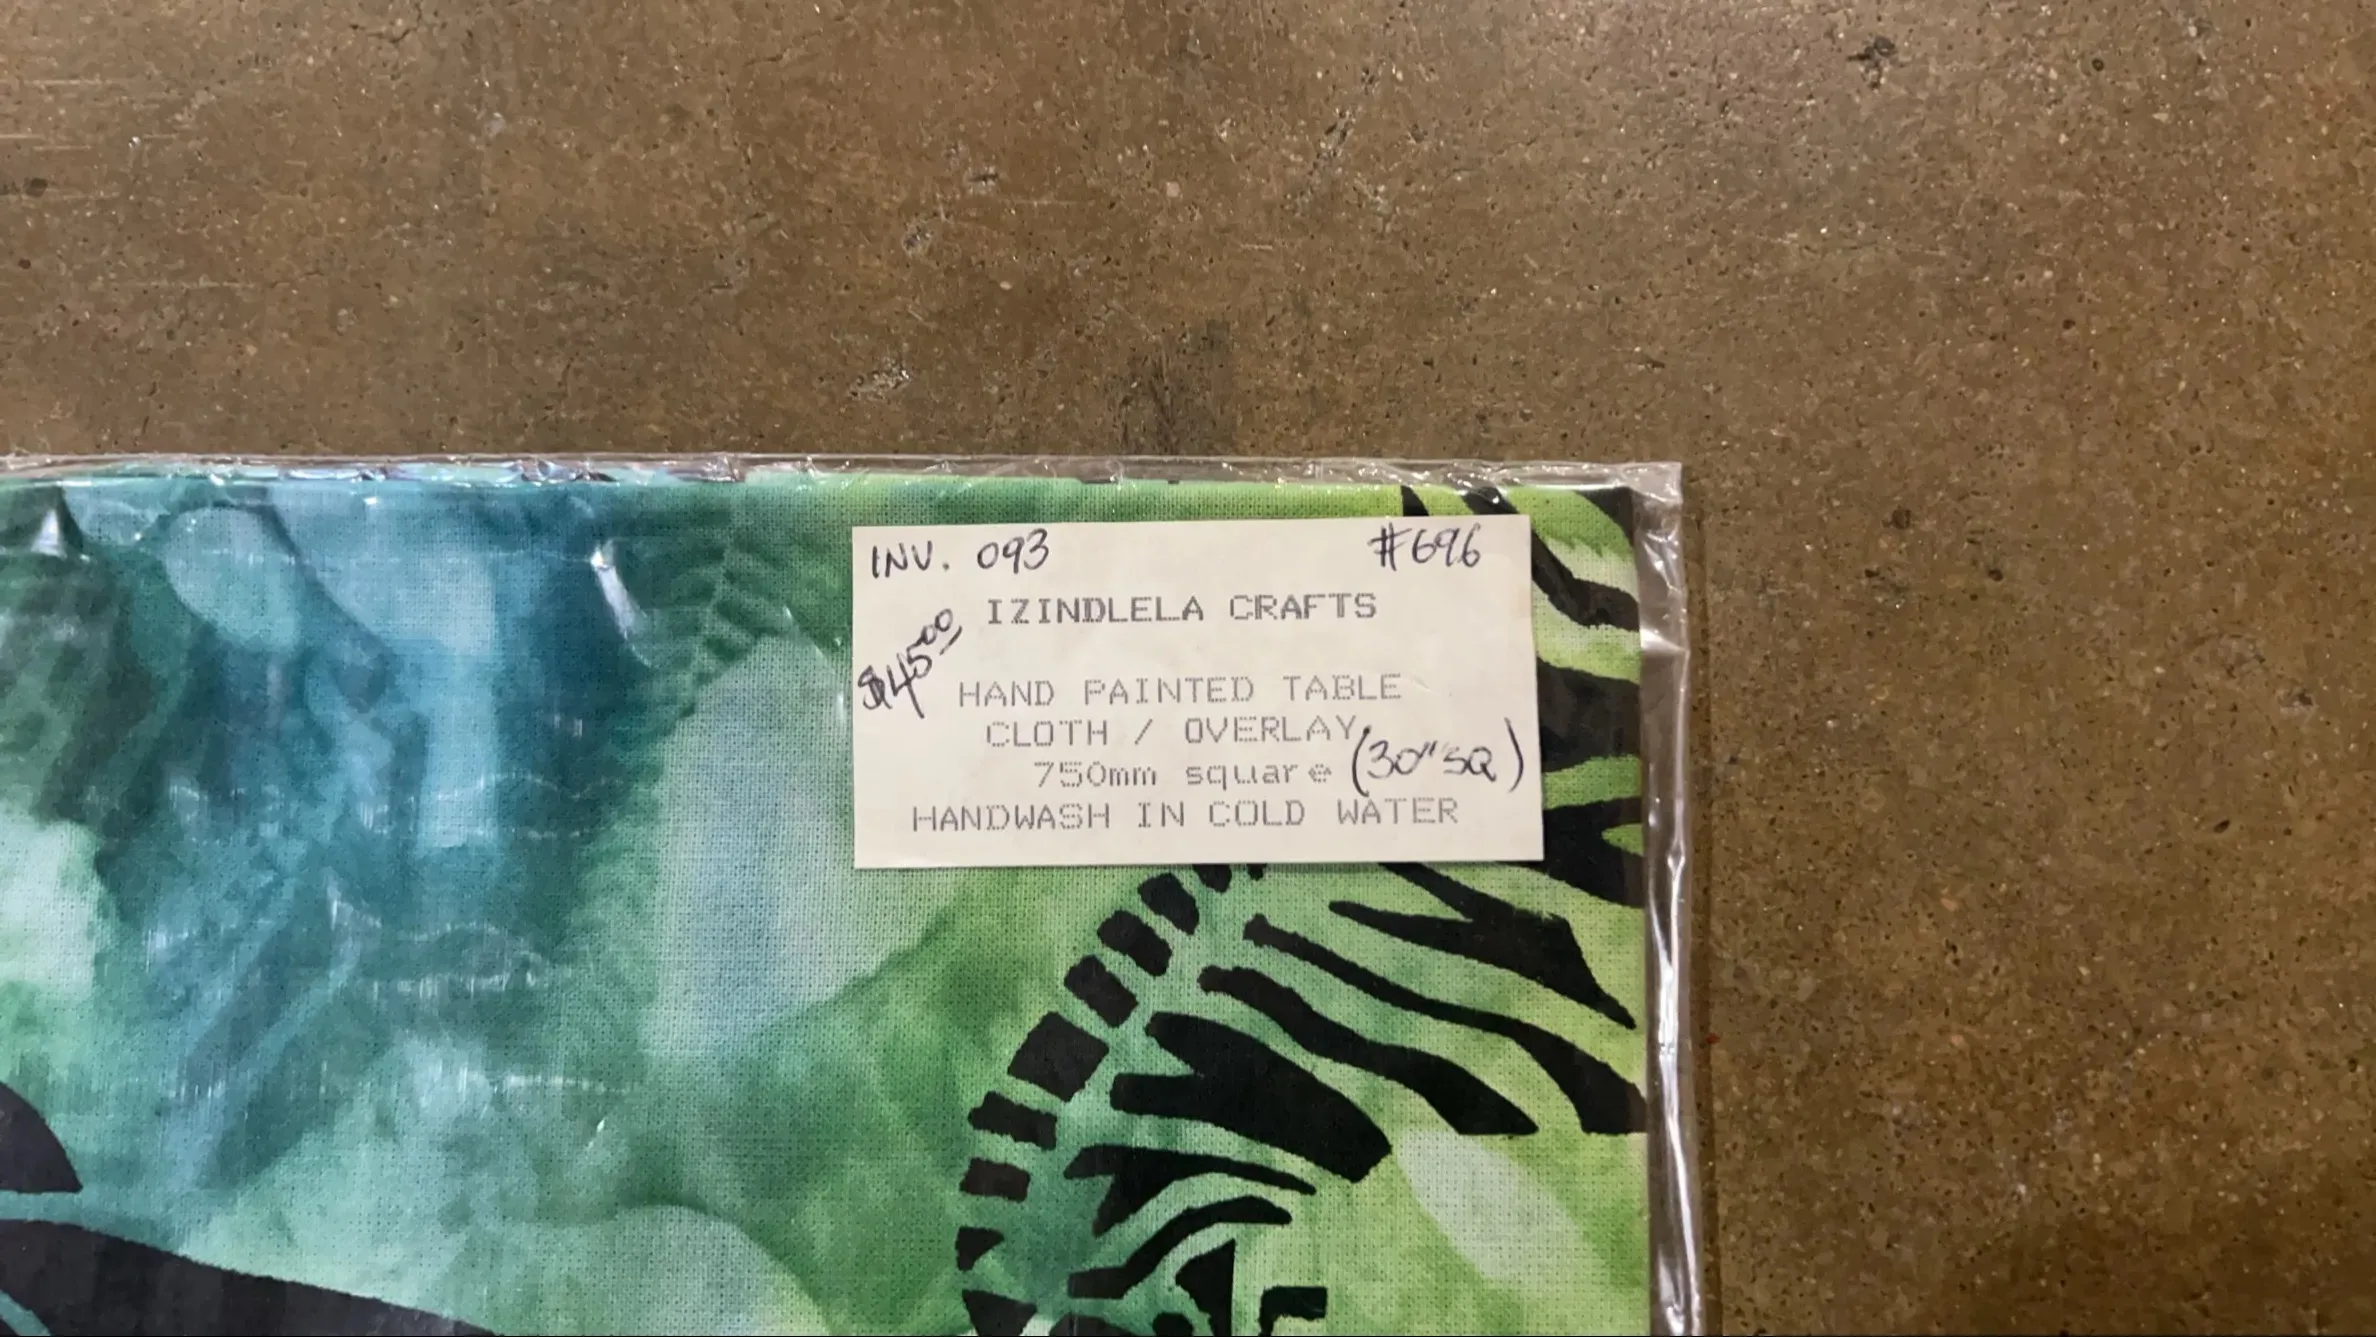 INV. 093 #696
IZINDLELA CRAFTS
$45.00
HAND PAINTED TABLE
CLOTH / OVERLAY
750mm square (30" SQ)
HANDWASH IN COLD WATER